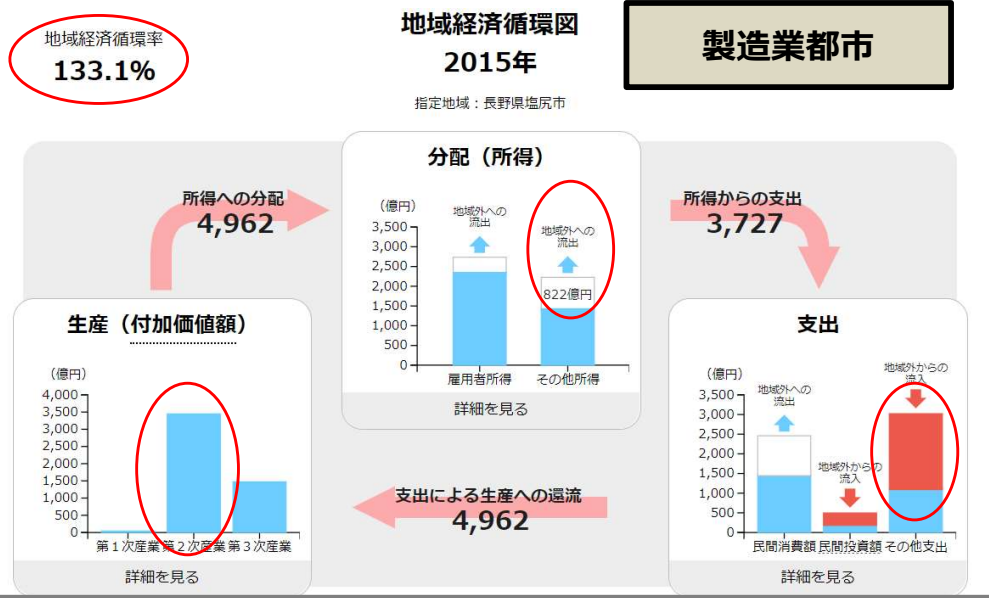 地域経済循環率
133.1%
地域経済循環図
2015年
指定地域：長野県塩尻市
製造業都市
分配（所得）
所得への分配
4,962
所得からの支出
3,727
（億円）
3,500
3,000
2,500
2,000
1,500
1,000
500
0
地域外への
流出
地域外への
流出
822億円
雇用者所得
その他所得
詳細を見る
生産（付加価値額）
（億円）
4,000
3,500
3,000
2,500
2,000
1,500
1,000
500
0
第１次産業
第２次産業
第３次産業
詳細を見る
支出による生産への還流
4,962
支出
（億円）
3,500
3,000
2,500
2,000
1,500
1,000
500
0
地域外への
流出
地域外からの
流入
地域外からの
流入
民間消費額
民間投資額
その他支出
詳細を見る